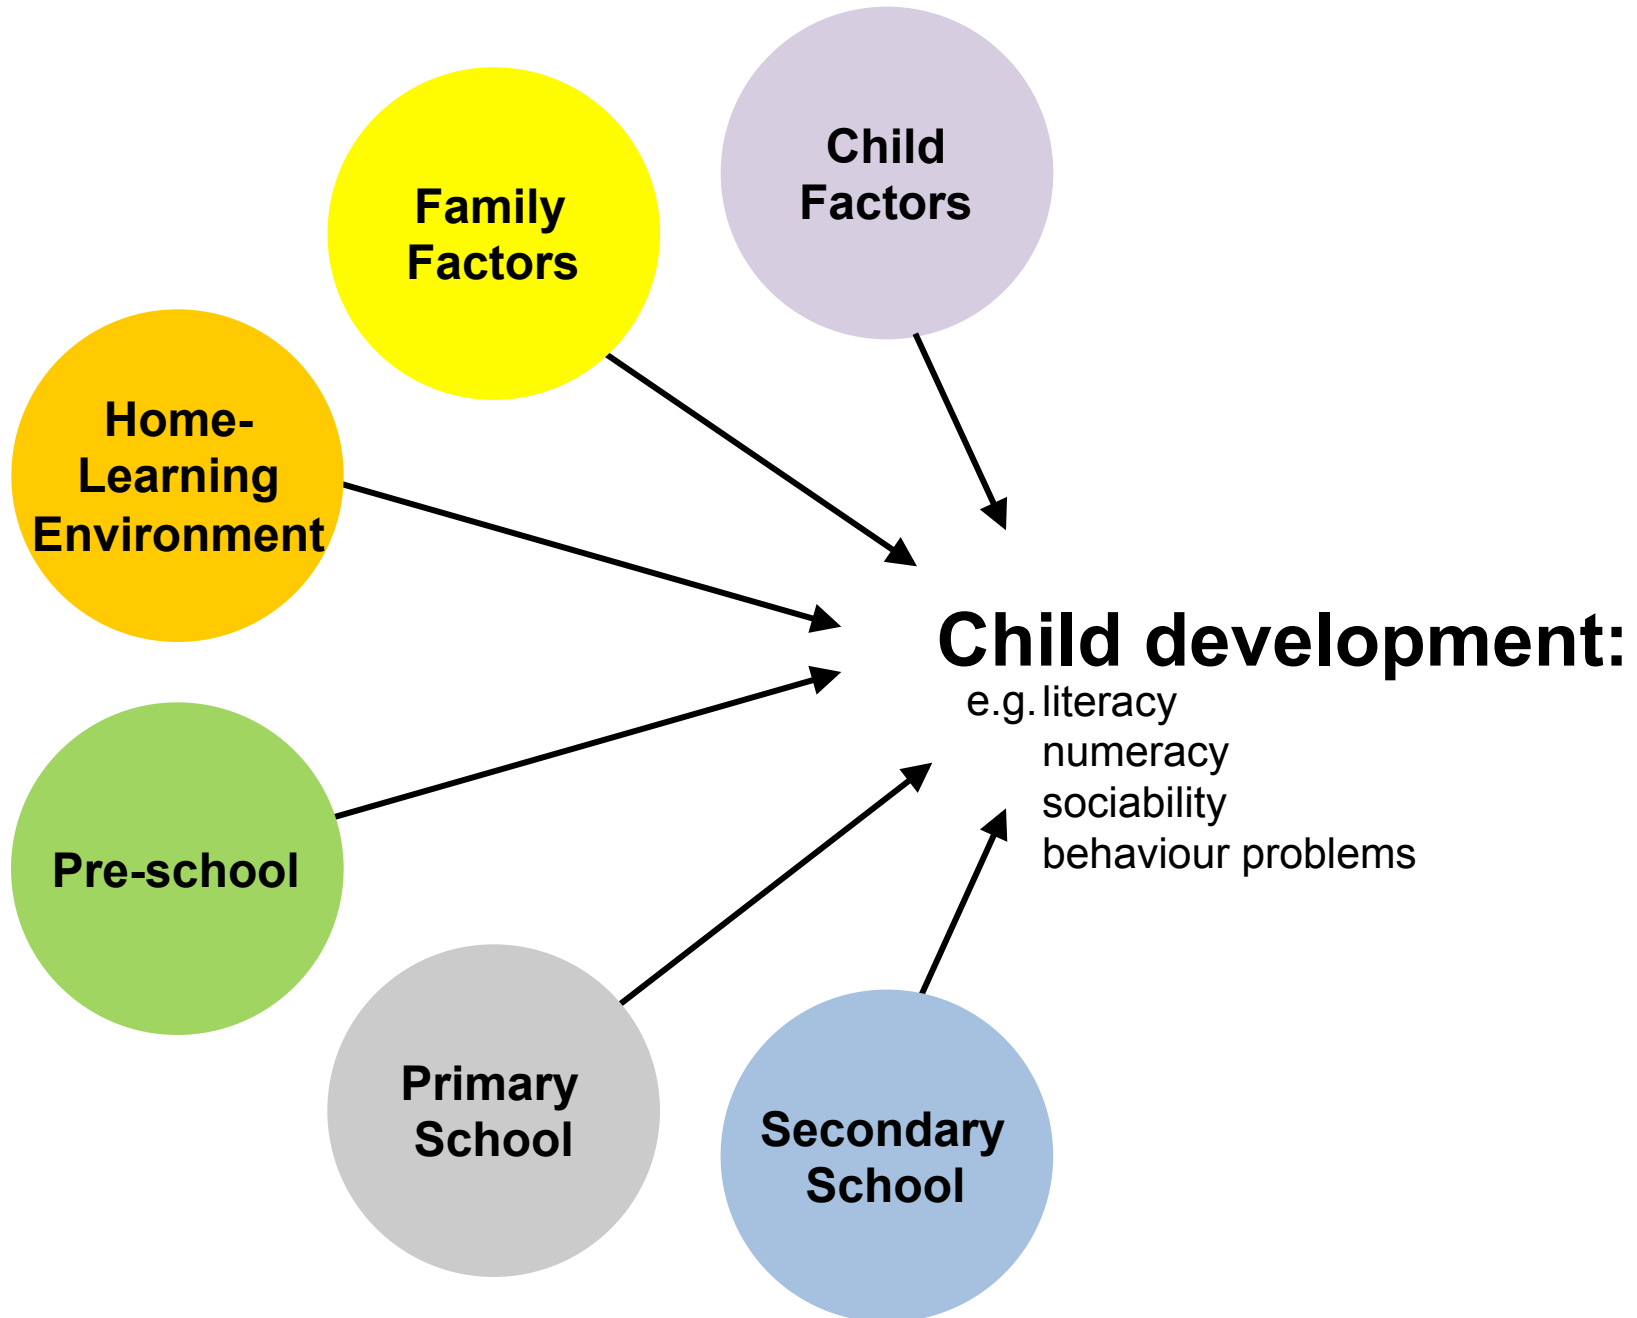 Child
Factors
Family
Factors
Home-
Learning
Environment
Child development:
e.g. literacy
numeracy
sociability
behaviour problems
Pre-school
Primary
School
Secondary
School